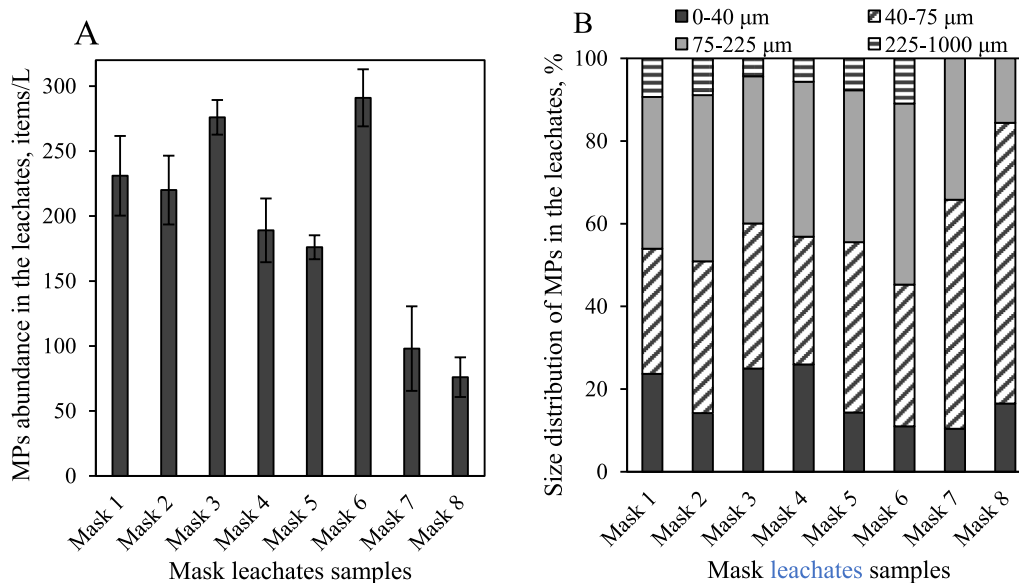 A
MPs abundance in the leachates, items/L
300
250
200
150
100
50
0
Mask 1
Mask 2
Mask 3
Mask 4
Mask 5
Mask 6
Mask 7
Mask 8
Mask leachates samples
B
0-40 μm
40-75 μm
75-225 μm
225-1000 μm
Size distribution of MPs in the leachates, %
100
80
60
40
20
0
Mask 1
Mask 2
Mask 3
Mask 4
Mask 5
Mask 6
Mask 7
Mask 8
Mask leachates samples